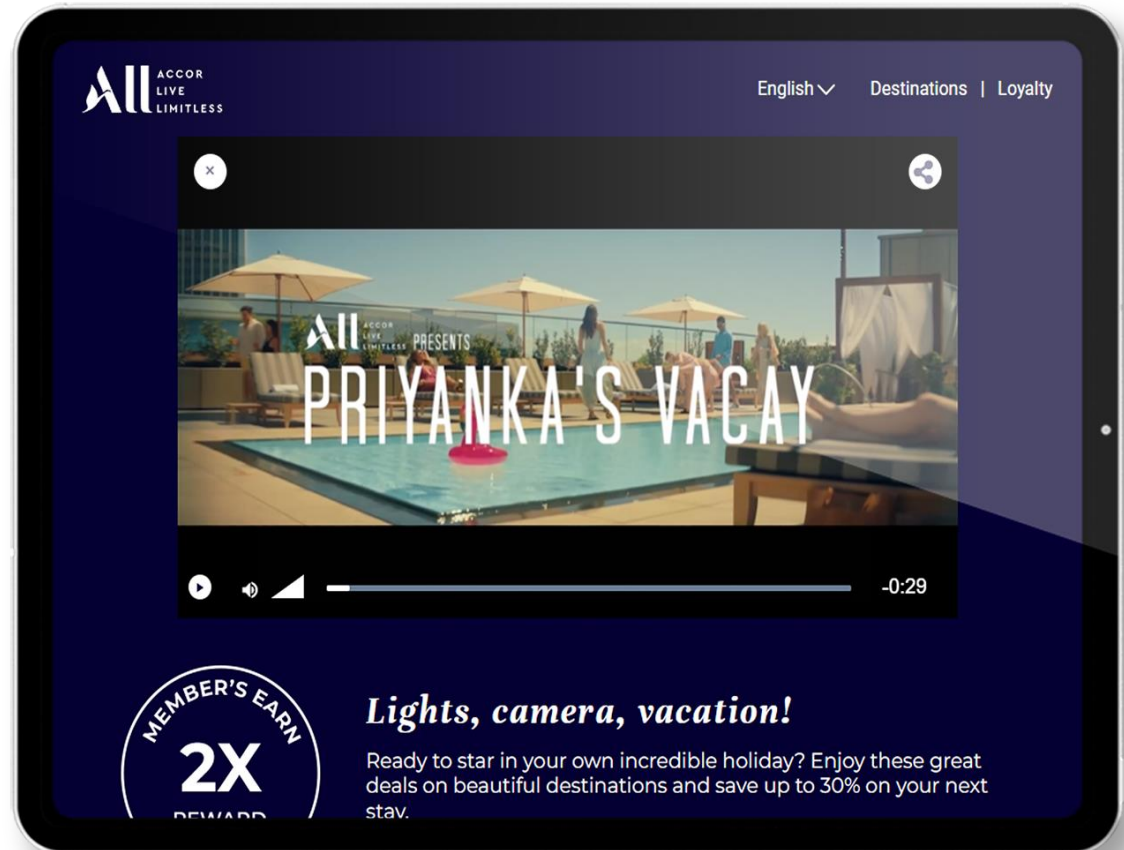 All ACCOR
LIVE
LIMITLESS
English
Destinations | Loyalty
All ACCOR
LIVE
LIMITLESS PRESENTS
PRIYANKA'S VACAY
-0:29
MEMBER'S EARN
2X
REWARD
Lights, camera, vacation!
Ready to star in your own incredible holiday? Enjoy these great
deals on beautiful destinations and save up to 30% on your next
stay.